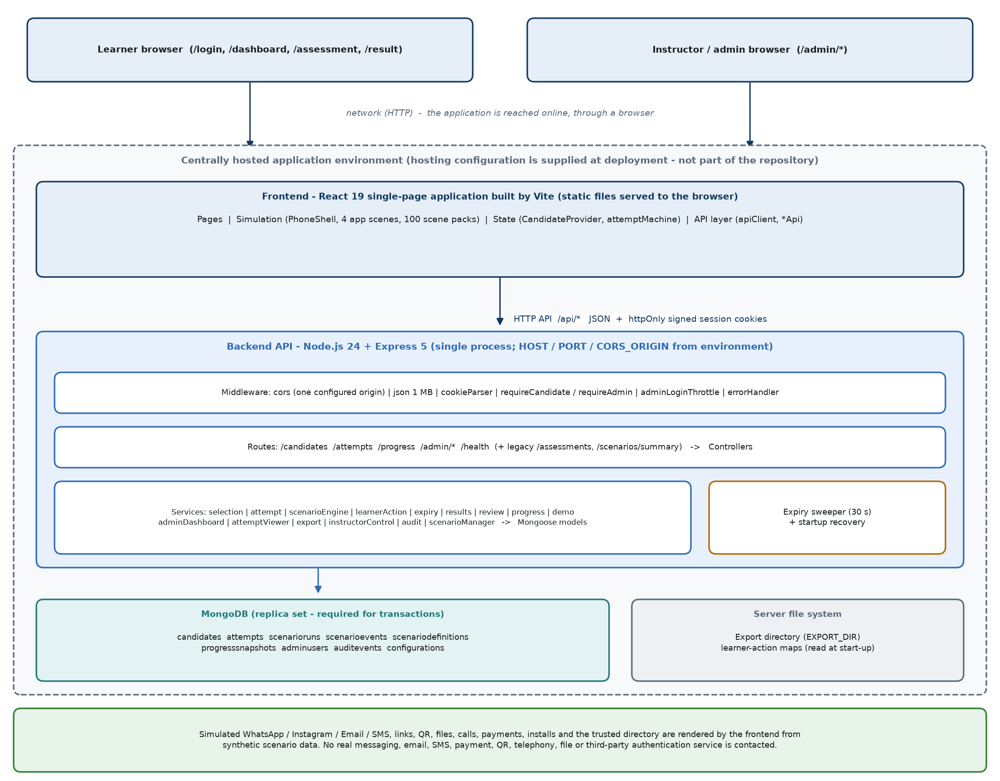 Learner browser  (/login, /dashboard, /assessment, /result)
Instructor / admin browser  (/admin/*)
network (HTTP)  -  the application is reached online, through a browser
Centrally hosted application environment (hosting configuration is supplied at deployment - not part of the repository)
Frontend - React 19 single-page application built by Vite (static files served to the browser)
Pages  |  Simulation (PhoneShell, 4 app scenes, 100 scene packs)  |  State (CandidateProvider, attemptMachine)  |  API layer (apiClient, *Api)
HTTP API  /api/*   JSON  +  httpOnly signed session cookies
Backend API - Node.js 24 + Express 5 (single process; HOST / PORT / CORS_ORIGIN from environment)
Middleware: cors (one configured origin) | json 1 MB | cookieParser | requireCandidate / requireAdmin | adminLoginThrottle | errorHandler
Routes: /candidates  /attempts  /progress  /admin/*  /health  (+ legacy /assessments, /scenarios/summary)   ->   Controllers
Services: selection | attempt | scenarioEngine | learnerAction | expiry | results | review | progress | demo
adminDashboard | attemptViewer | export | instructorControl | audit | scenarioManager   ->   Mongoose models
Expiry sweeper (30 s)
+ startup recovery
MongoDB (replica set - required for transactions)
candidates  attempts  scenarioruns  scenarioevents  scenariodefinitions
progresssnapshots  adminusers  auditevents  configurations
Server file system
Export directory (EXPORT_DIR)
learner-action maps (read at start-up)
Simulated WhatsApp / Instagram / Email / SMS, links, QR, files, calls, payments, installs and the trusted directory are rendered by the frontend from
synthetic scenario data. No real messaging, email, SMS, payment, QR, telephony, file or third-party authentication service is contacted.